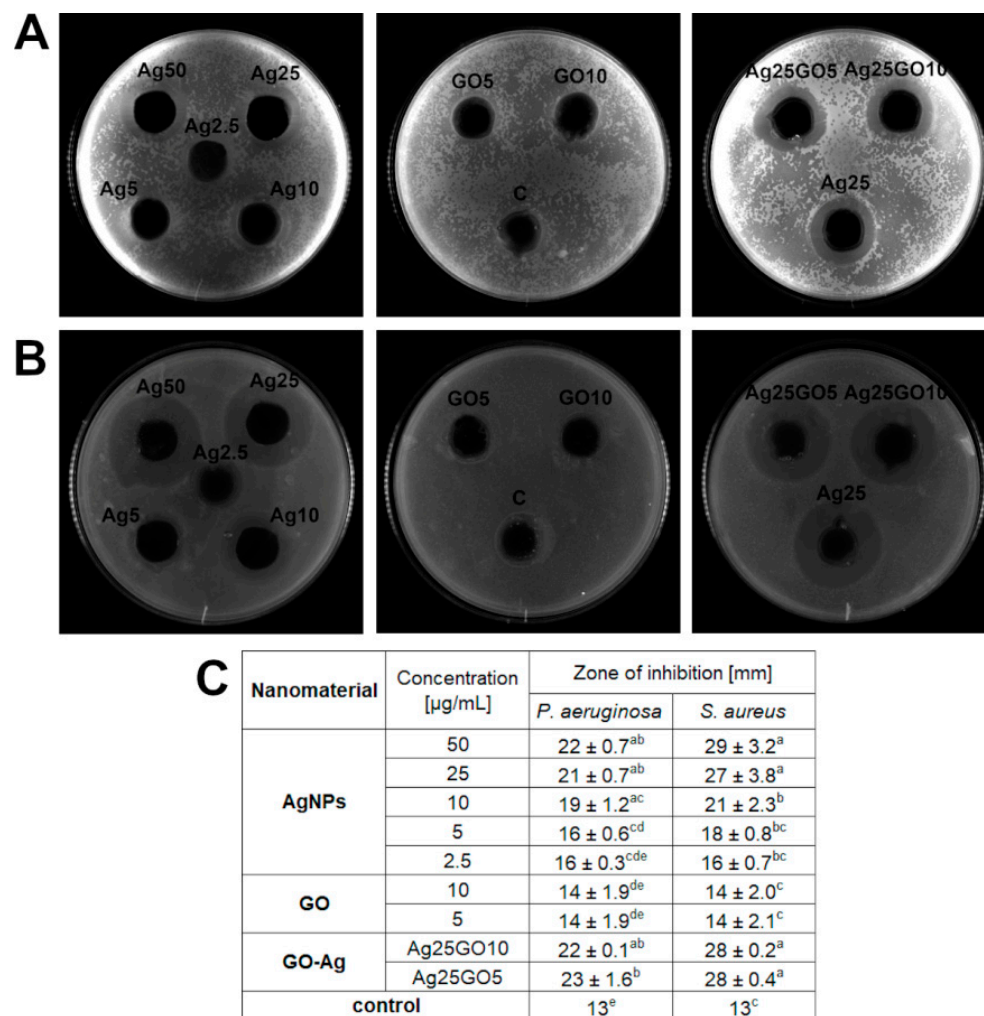 A
Ag50 Ag25
Ag2.5
Ag5 Ag10
GO5 GO10
C
Ag25GO5 Ag25GO10
Ag25
B
Ag50 Ag25
Ag2.5
Ag5 Ag10
GO5 GO10
C
Ag25GO5 Ag25GO10
Ag25
C
Nanomaterial Concentration [µg/mL] Zone of inhibition [mm]
P. aeruginosa S. aureus
AgNPs
50 22 ± 0.7ab 29 ± 3.2a
25 21 ± 0.7ab 27 ± 3.8a
10 19 ± 1.2ac 21 ± 2.3b
5 16 ± 0.6cd 18 ± 0.8bc
2.5 16 ± 0.3cde 16 ± 0.7bc
GO
10 14 ± 1.9de 14 ± 2.0c
5 14 ± 1.9de 14 ± 2.1c
GO-Ag
Ag25GO10 22 ± 0.1ab 28 ± 0.2a
Ag25GO5 23 ± 1.6b 28 ± 0.4a
control 13e 13c